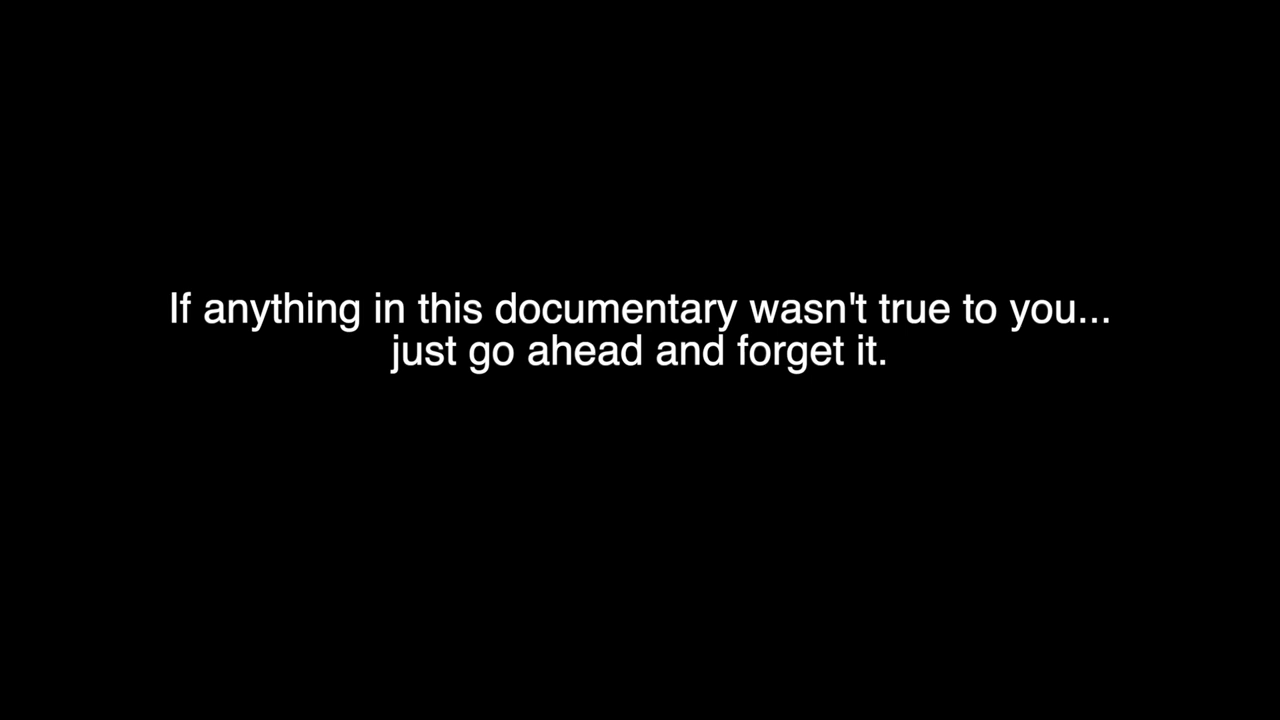 If anything in this documentary wasn't true to you...
just go ahead and forget it.